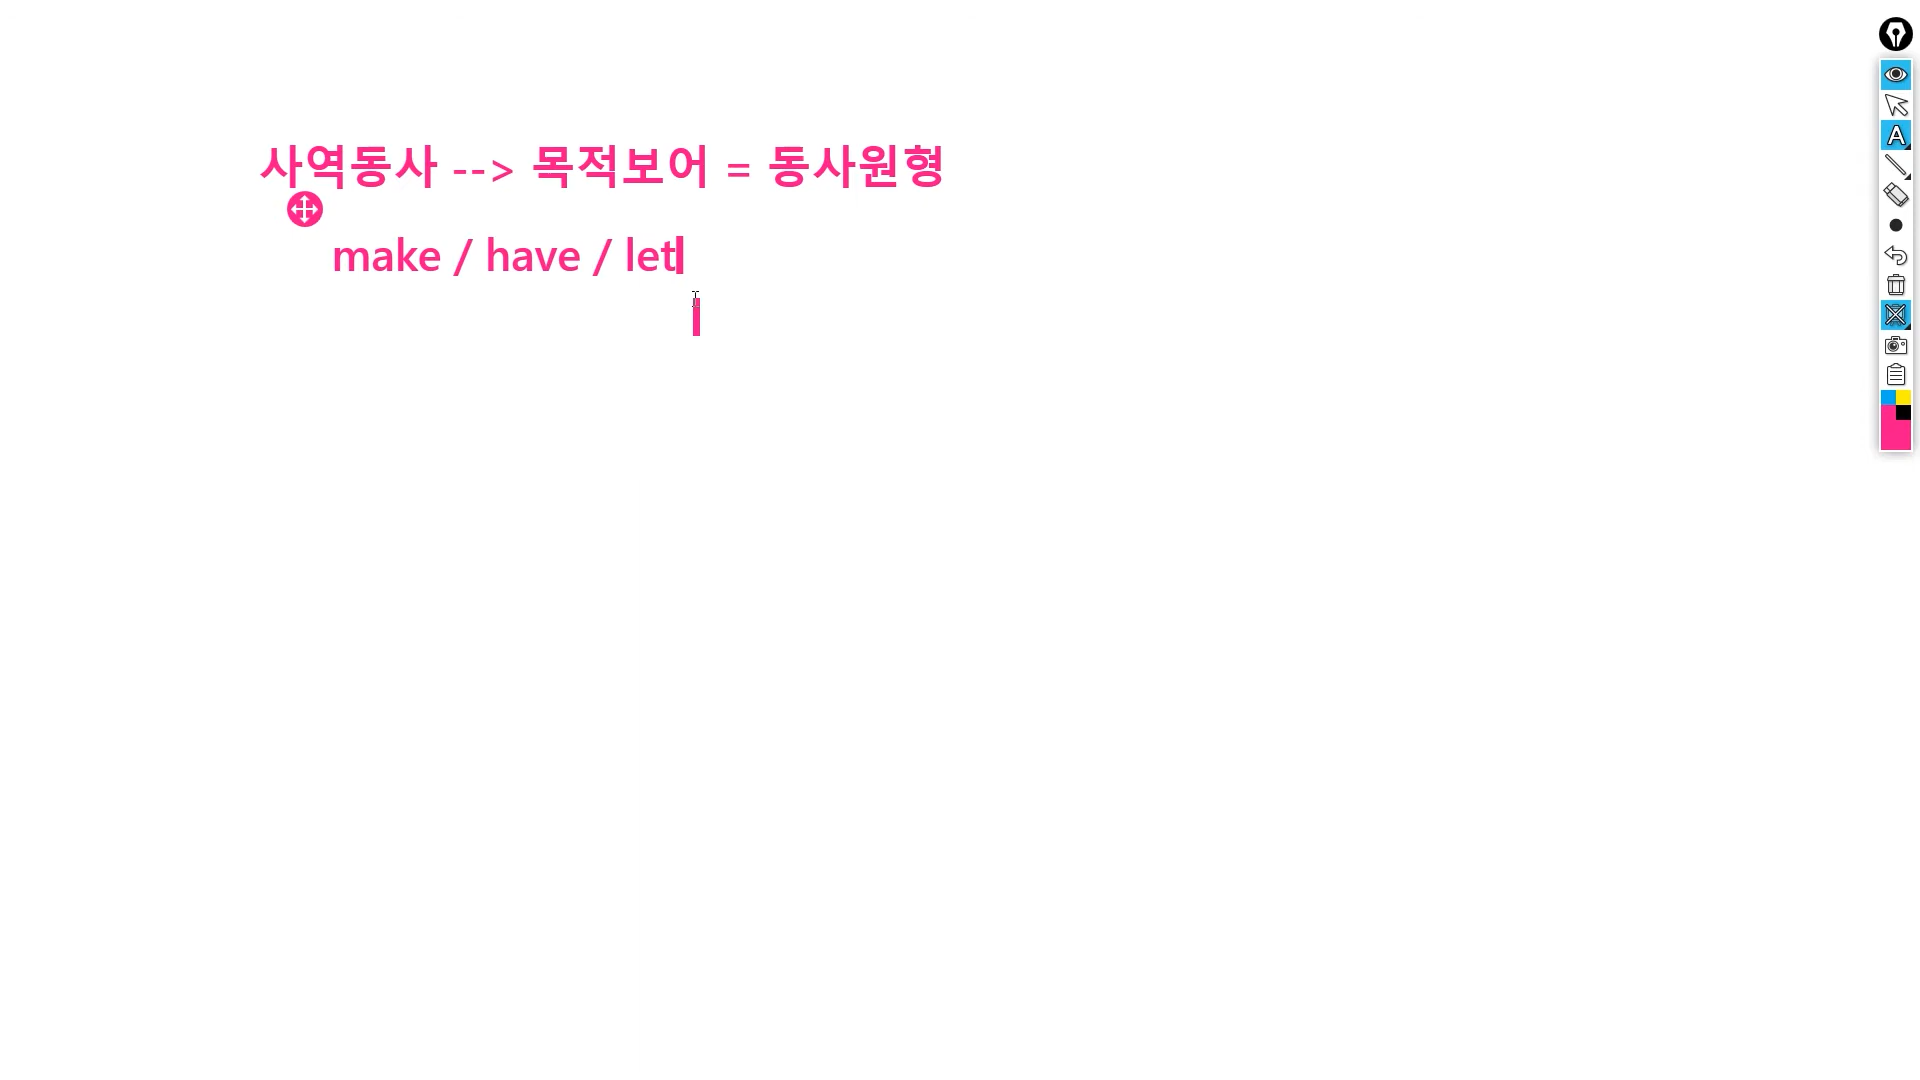 사역동사 --> 목적보어 = 동사원형
make / have / let